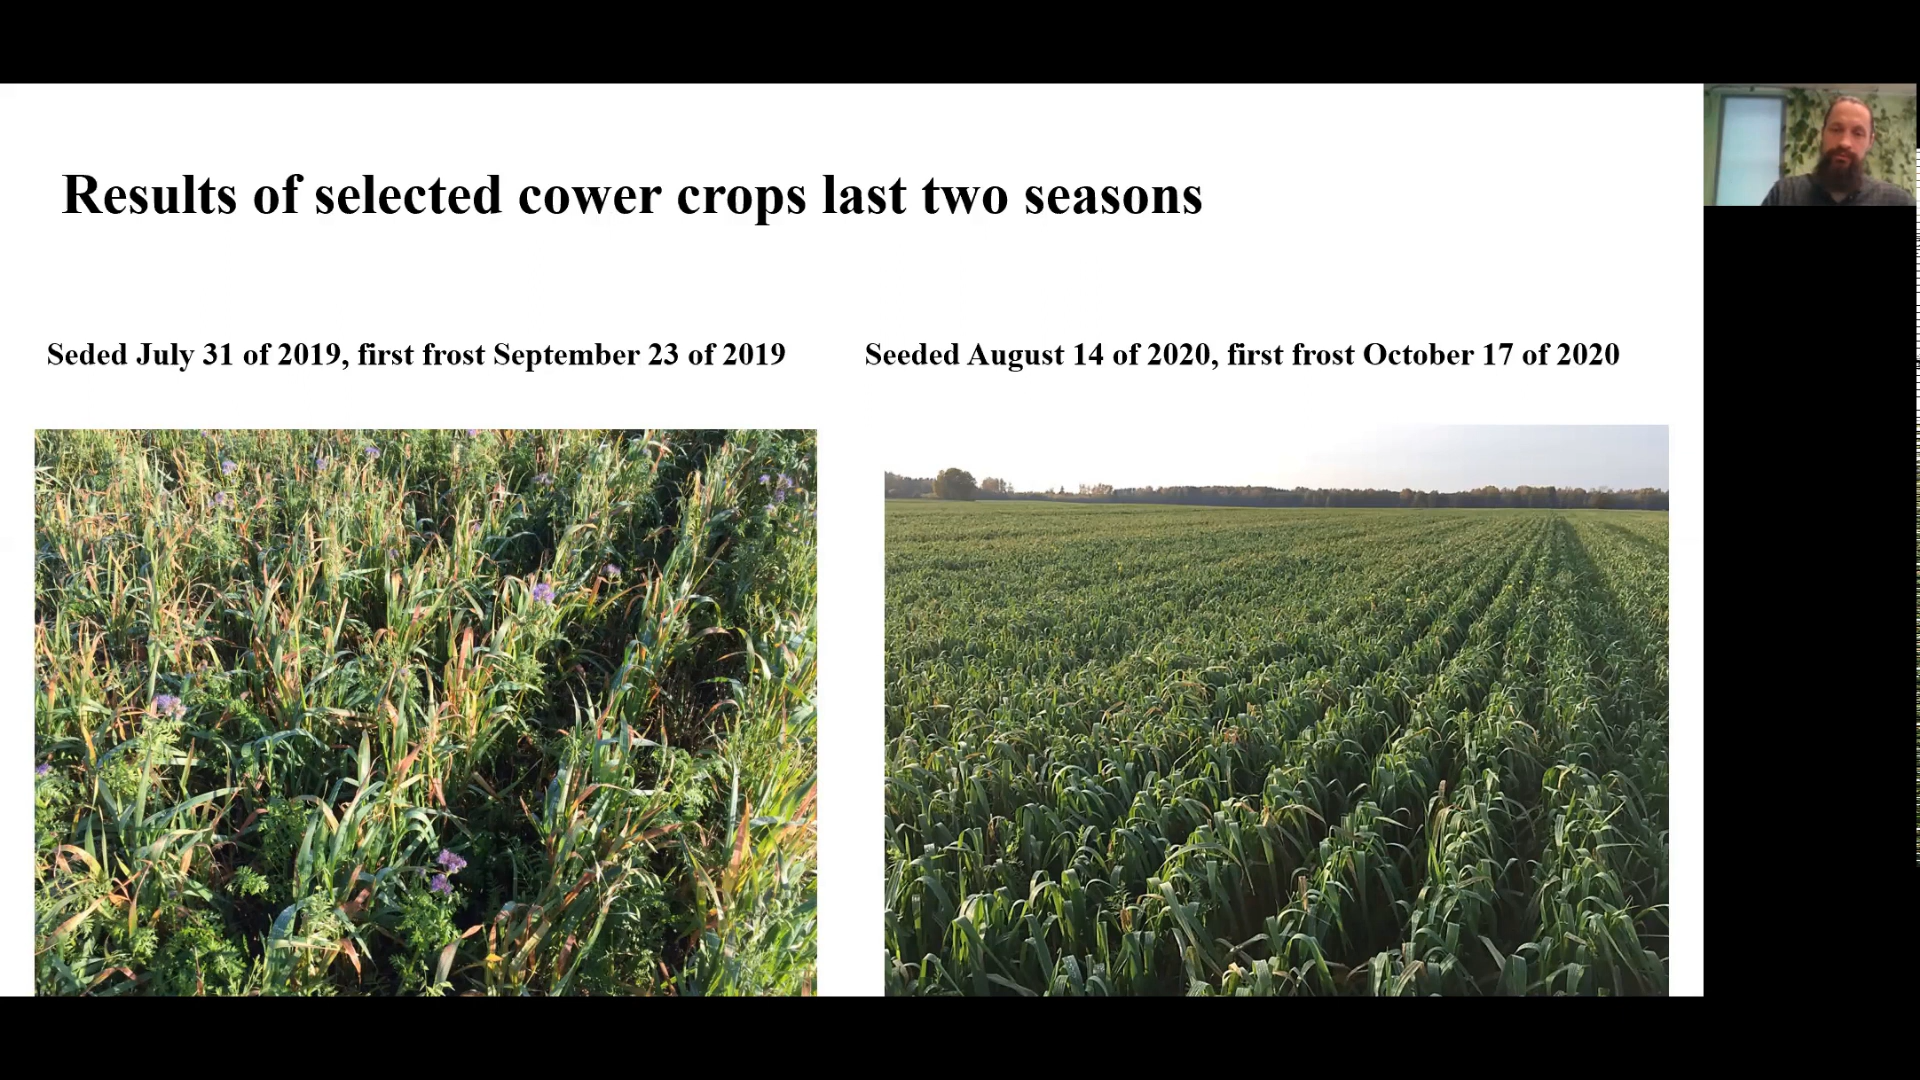 Results of selected cower crops last two seasons
Seded July 31 of 2019, first frost September 23 of 2019
Seeded August 14 of 2020, first frost October 17 of 2020